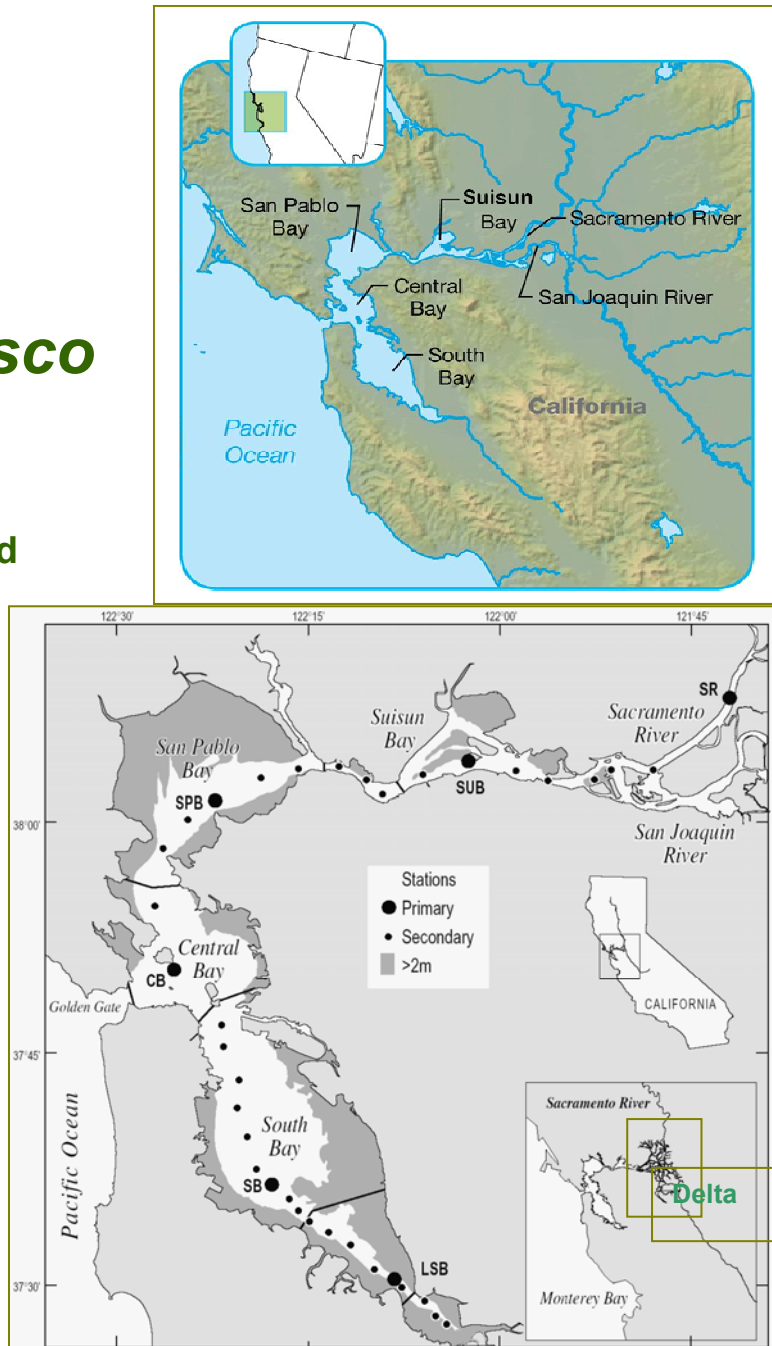 San Pablo
Bay
Suisun
Bay
Sacramento River
Central
Bay
San Joaquin River
South
Bay
California
Pacific
Ocean
sco
d
122°30'
122°15'
122°00'
121°45'
38°00'
37°45'
37°30'
San Pablo
Bay
SPB
Suisun
Bay
SUB
SR
Sacramento
River
San Joaquin
River
Stations
Primary
Secondary
>2m
Central
Bay
CB
Golden Gate
CALIFORNIA
South
Bay
SB
Pacific Ocean
LSB
Sacramento River
Delta
Monterey Bay